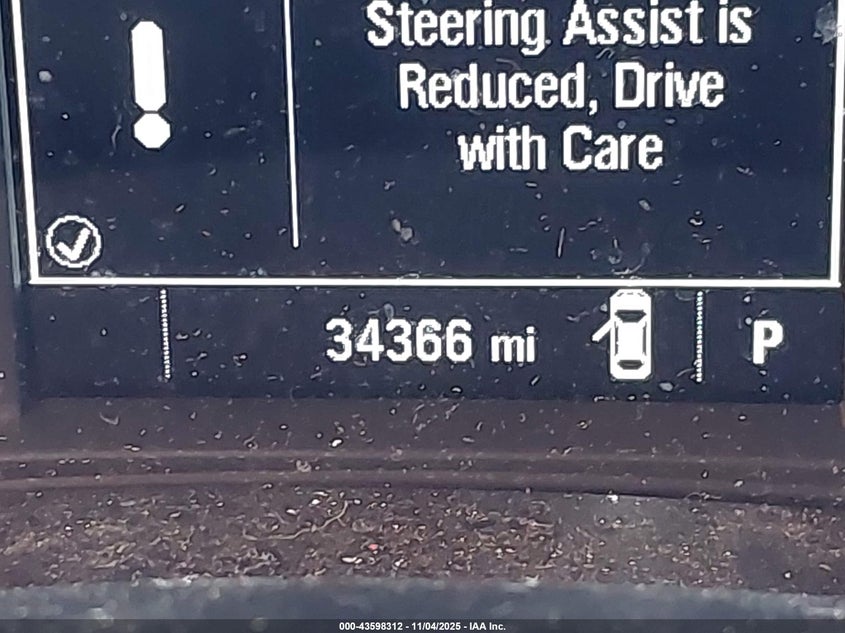 Steering Assist is
Reduced, Drive
with Care
34366 mi
P
000-43598312 - 11/04/2025 - IAA Inc.